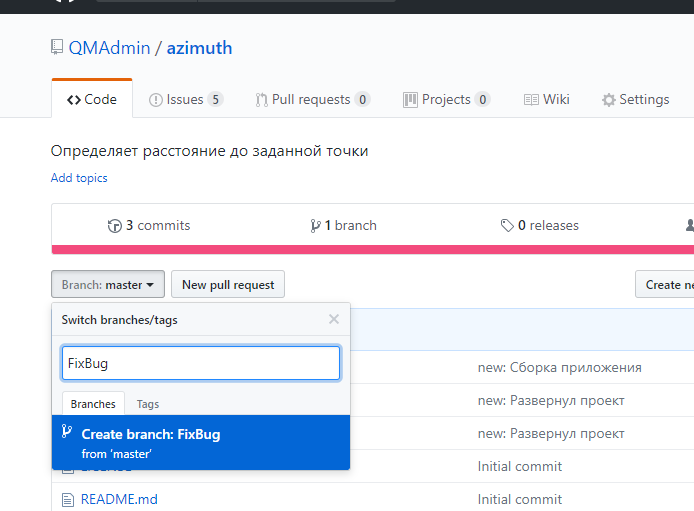 QMAdmin / azimuth
Code Issues 5 Pull requests 0 Projects 0 Wiki Settings
Определяет расстояние до заданной точки
Add topics
3 commits 1 branch 0 releases
Branch: master New pull request Create ne
Switch branches/tags
FixBug
new: Сборка приложения
Branches Tags
new: Развернул проект
Create branch: FixBug
new: Развернул проект
from ‘master’
Initial commit
README.md Initial commit